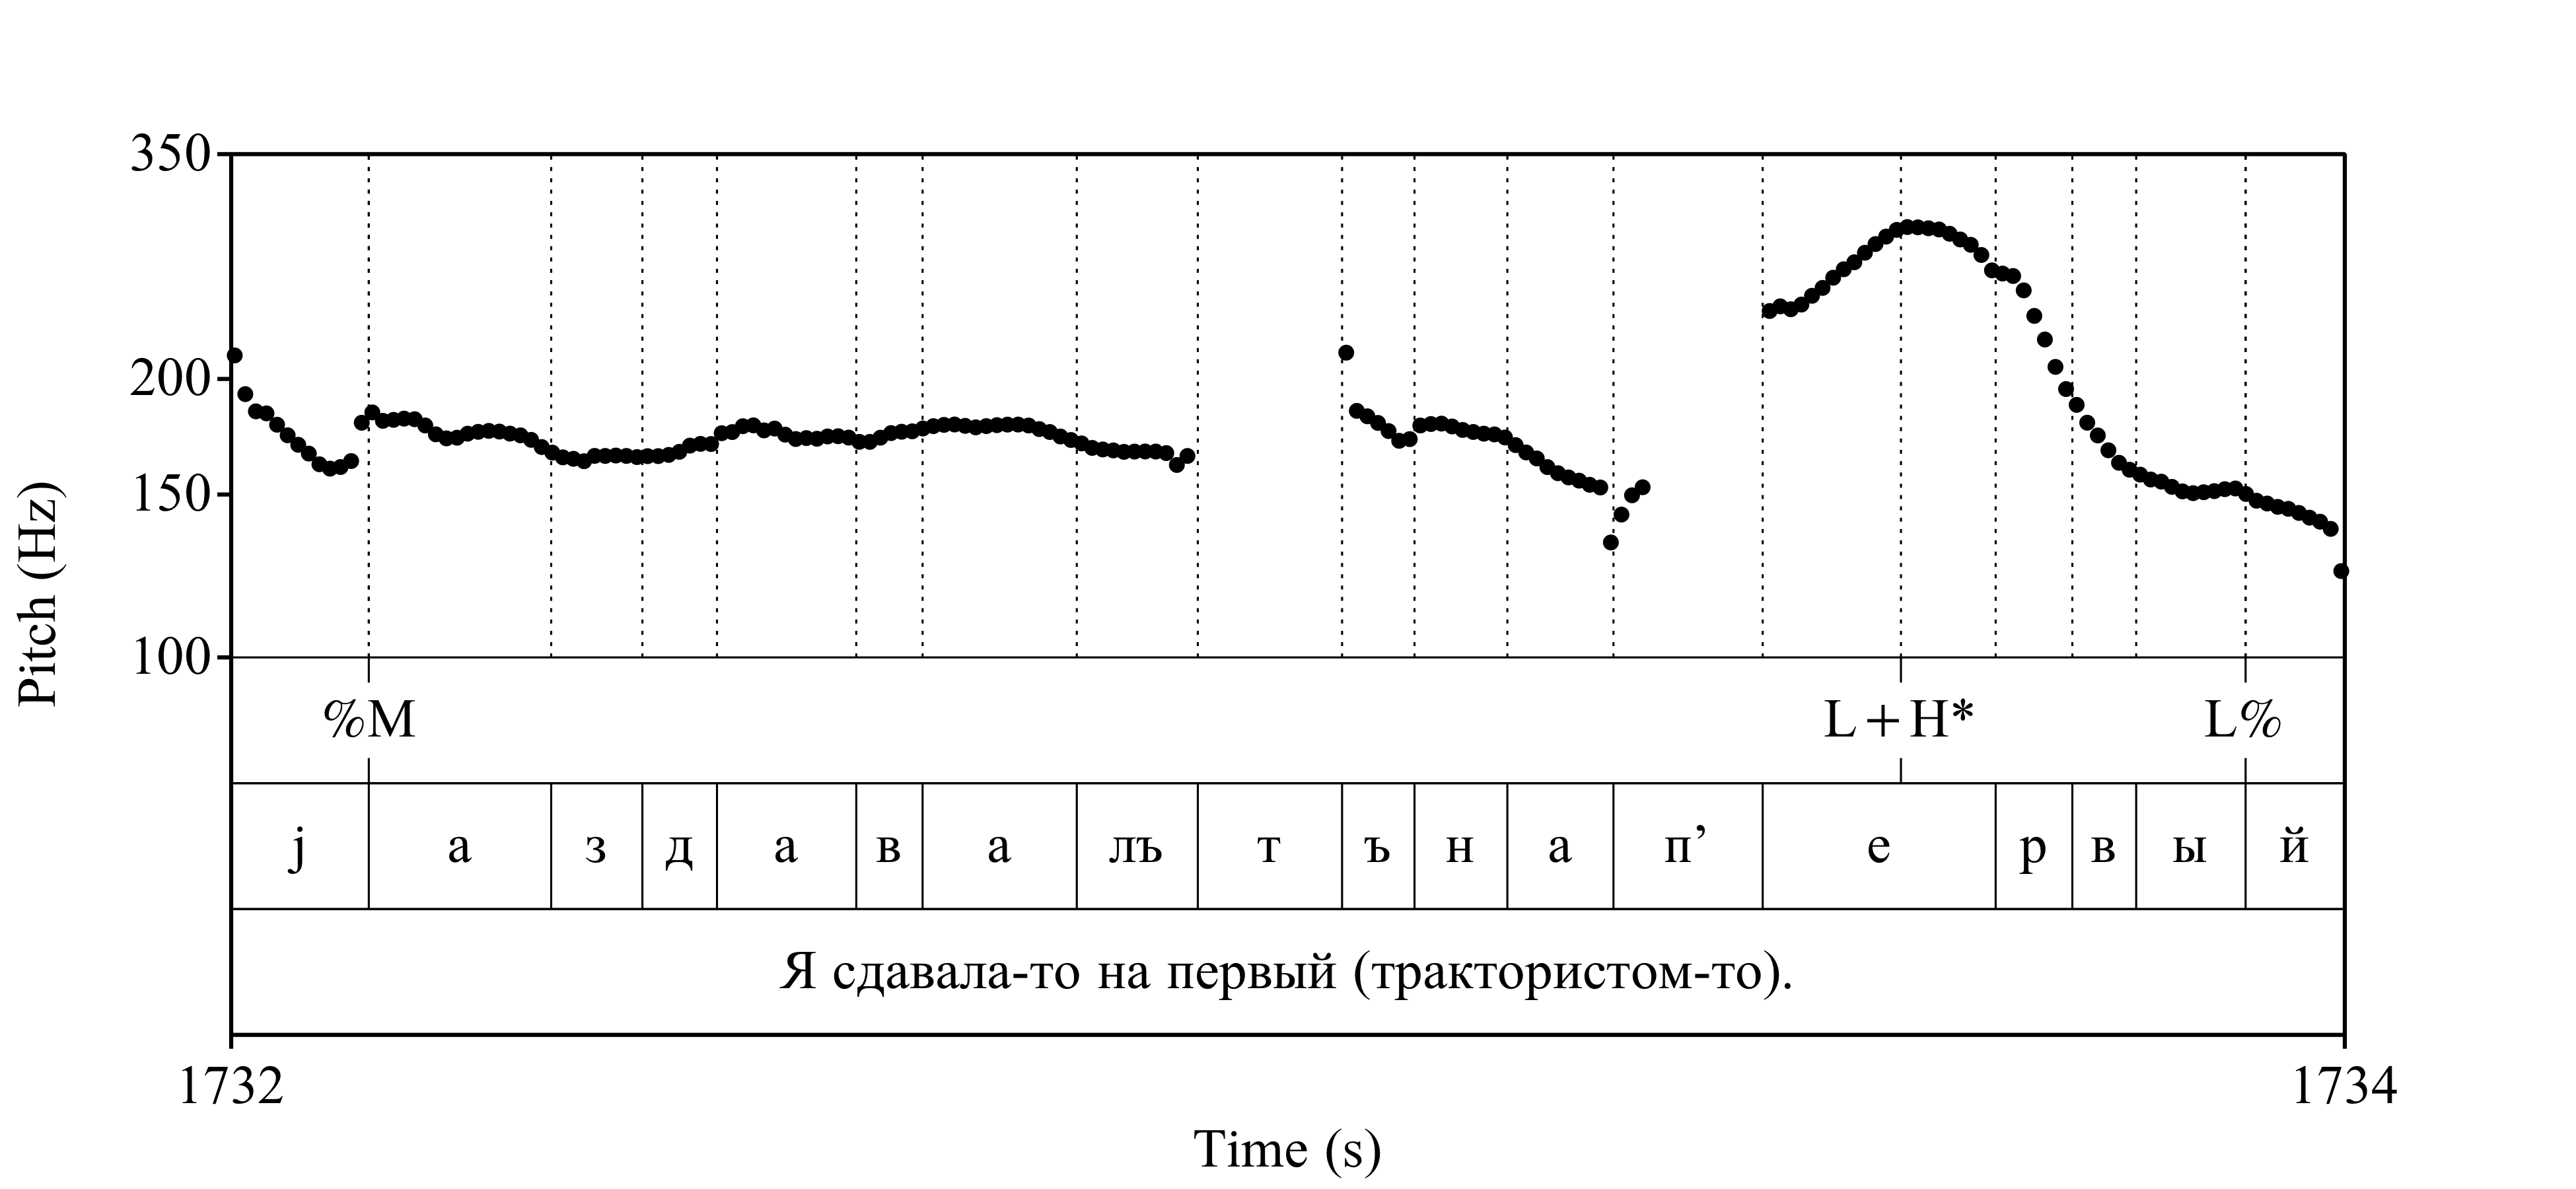 350
200
150
100
Pitch (Hz)
%M L+H* L%
j а з д а в а лъ т ъ н а п’ е р в ы й
Я сдавала-то на первый (трактористом-то).
1732 1734
Time (s)